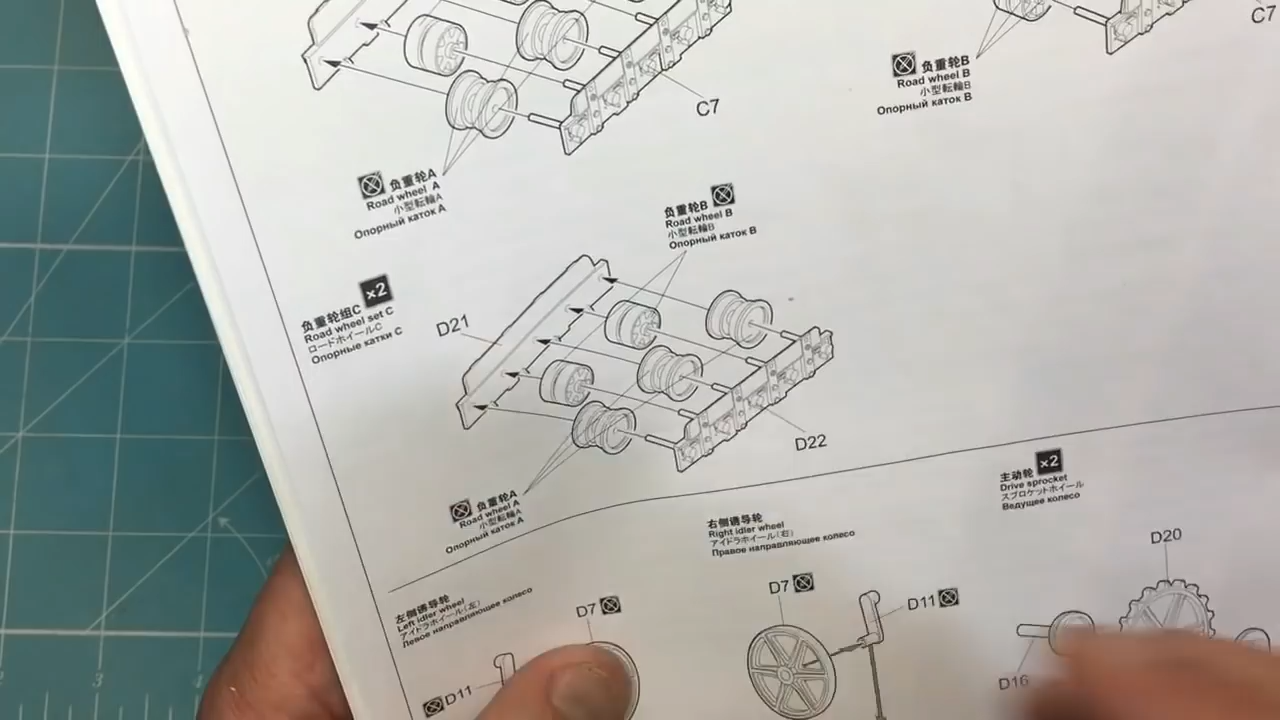 C7
C7
负重轮B
Road wheel B
小型転輪B
Опорный каток B
负重轮A
Road wheel A
小型転輪A
Опорный каток A
负重轮B
Road wheel B
小型転輪B
Опорный каток B
×2
负重轮组C
Road wheel set C
ロードホイールC
Опорные катки C
D21
D22
负重轮A
Road wheel A
小型転輪A
Опорный каток A
×2
主动轮
Drive sprocket
スプロケットホイール
Ведущее колесо
右侧诱导轮
Right idler wheel
アイドラホイール(右)
Правое направляющее колесо
左侧诱导轮
Left idler wheel
アイドラホイール(左)
Левое направляющее колесо
D7
D11
D7
D11
D20
D16
3